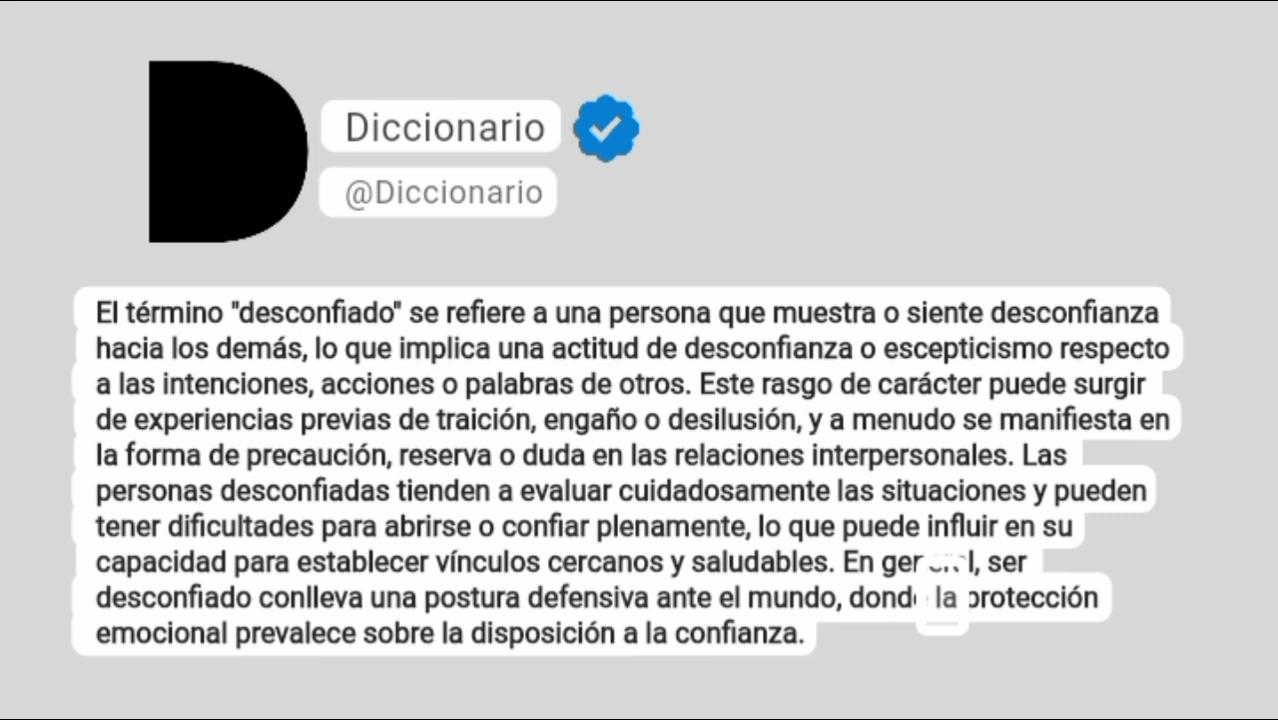 Diccionario
@Diccionario
El término "desconfiado" se refiere a una persona que muestra o siente desconfianza
hacia los demás, lo que implica una actitud de desconfianza o escepticismo respecto
a las intenciones, acciones o palabras de otros. Este rasgo de carácter puede surgir
de experiencias previas de traición, engaño o desilusión, y a menudo se manifiesta en
la forma de precaución, reserva o duda en las relaciones interpersonales. Las
personas desconfiadas tienden a evaluar cuidadosamente las situaciones y pueden
tener dificultades para abrirse o confiar plenamente, lo que puede influir en su
capacidad para establecer vínculos cercanos y saludables. En general, ser
desconfiado conlleva una postura defensiva ante el mundo, donde la protección
emocional prevalece sobre la disposición a la confianza.